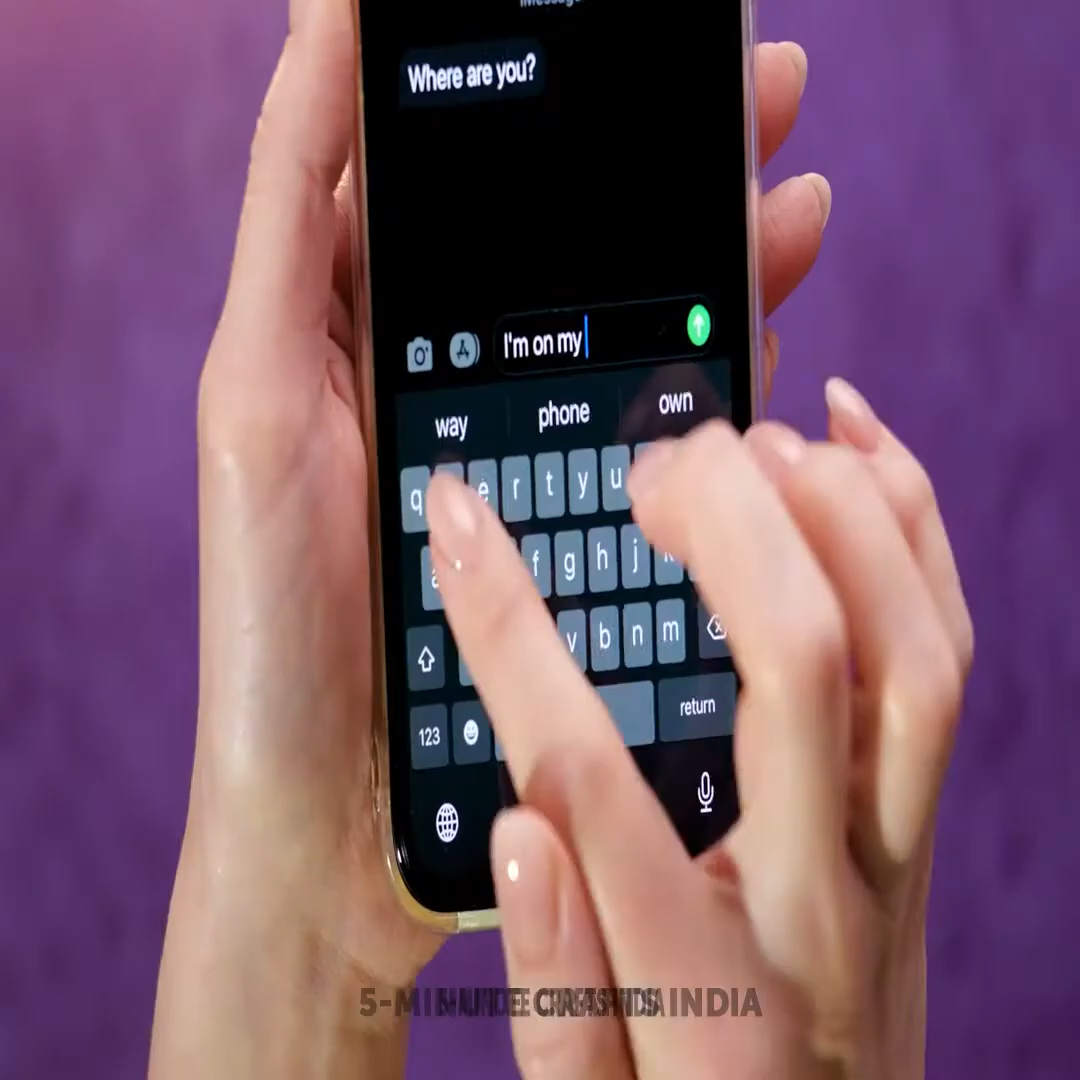 Where are you?
I'm on my
way phone own
q e r t y u
f g h j
v b n m
123 return